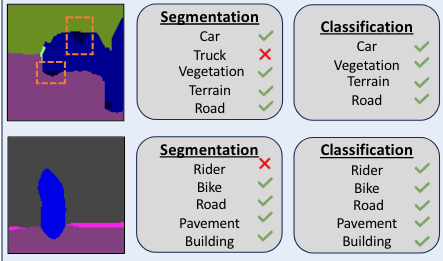 Segmentation
Car
Truck
Vegetation
Terrain
Road
Classification
Car
Vegetation
Terrain
Road
Segmentation
Rider
Bike
Road
Pavement
Building
Classification
Rider
Bike
Road
Pavement
Building